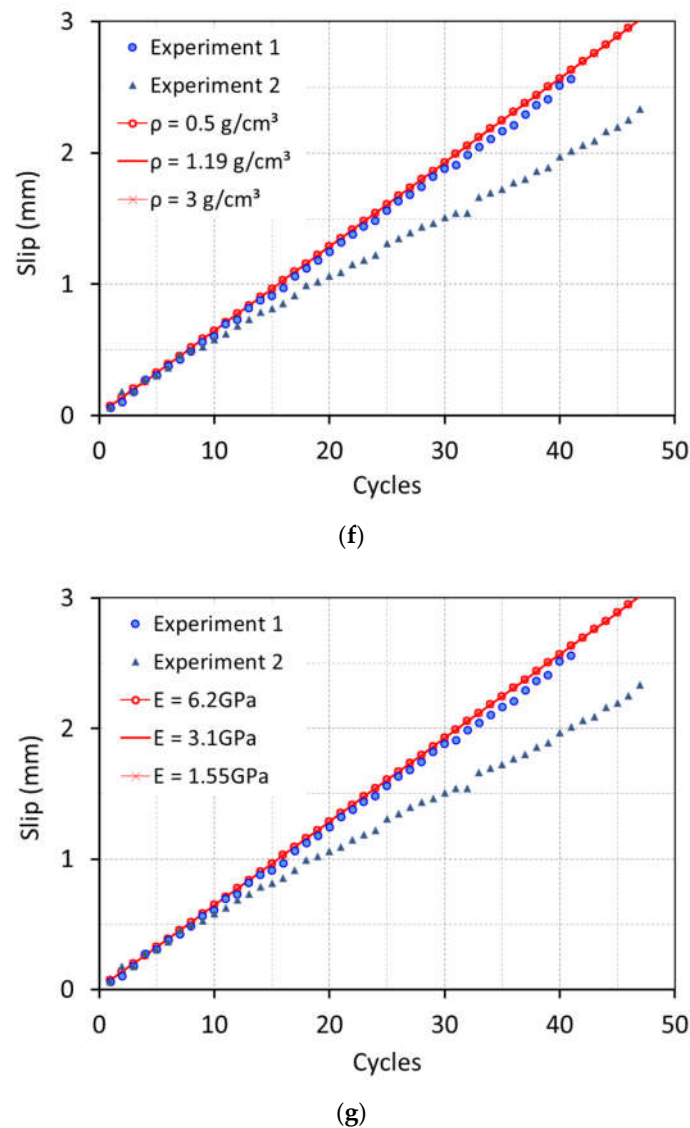 3
Experiment 1
Experiment 2
ρ = 0.5 g/cm³
2
ρ = 1.19 g/cm³
ρ = 3 g/cm³
Slip (mm)
1
0
0 10 20 30 40 50
Cycles
(f)
3
Experiment 1
Experiment 2
E = 6.2GPa
2
E = 3.1GPa
E = 1.55GPa
Slip (mm)
1
0
0 10 20 30 40 50
Cycles
(g)